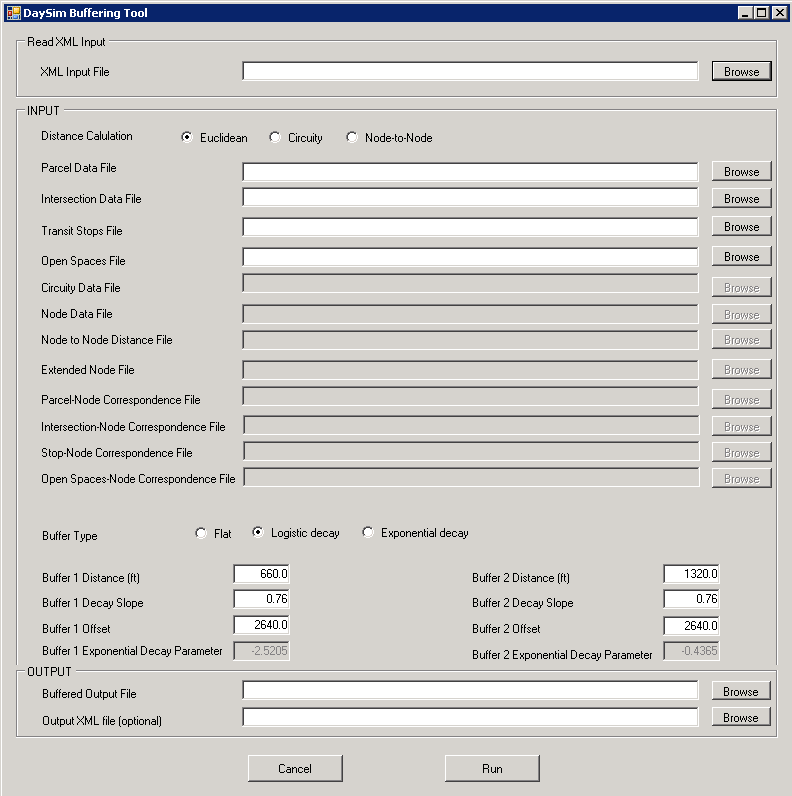 DaySim Buffering Tool
Read XML Input
XML Input File Browse
INPUT
Distance Calulation Euclidean Circuity Node-to-Node
Parcel Data File Browse
Intersection Data File Browse
Transit Stops File Browse
Open Spaces File Browse
Circuity Data File Browse
Node Data File Browse
Node to Node Distance File Browse
Extended Node File Browse
Parcel-Node Correspondence File Browse
Intersection-Node Correspondence File Browse
Stop-Node Correspondence File Browse
Open Spaces-Node Correspondence File Browse
Buffer Type Flat Logistic decay Exponential decay
Buffer 1 Distance (ft) 660.0 Buffer 2 Distance (ft) 1320.0
Buffer 1 Decay Slope 0.76 Buffer 2 Decay Slope 0.76
Buffer 1 Offset 2640.0 Buffer 2 Offset 2640.0
Buffer 1 Exponential Decay Parameter -2.5205 Buffer 2 Exponential Decay Parameter -0.4365
OUTPUT
Buffered Output File Browse
Output XML file (optional) Browse
Cancel Run